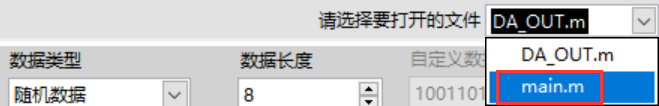 请选择要打开的文件 DA_OUT.m
数据类型 数据长度 自定义数
DA_OUT.m
随机数据 8 1001101
main.m